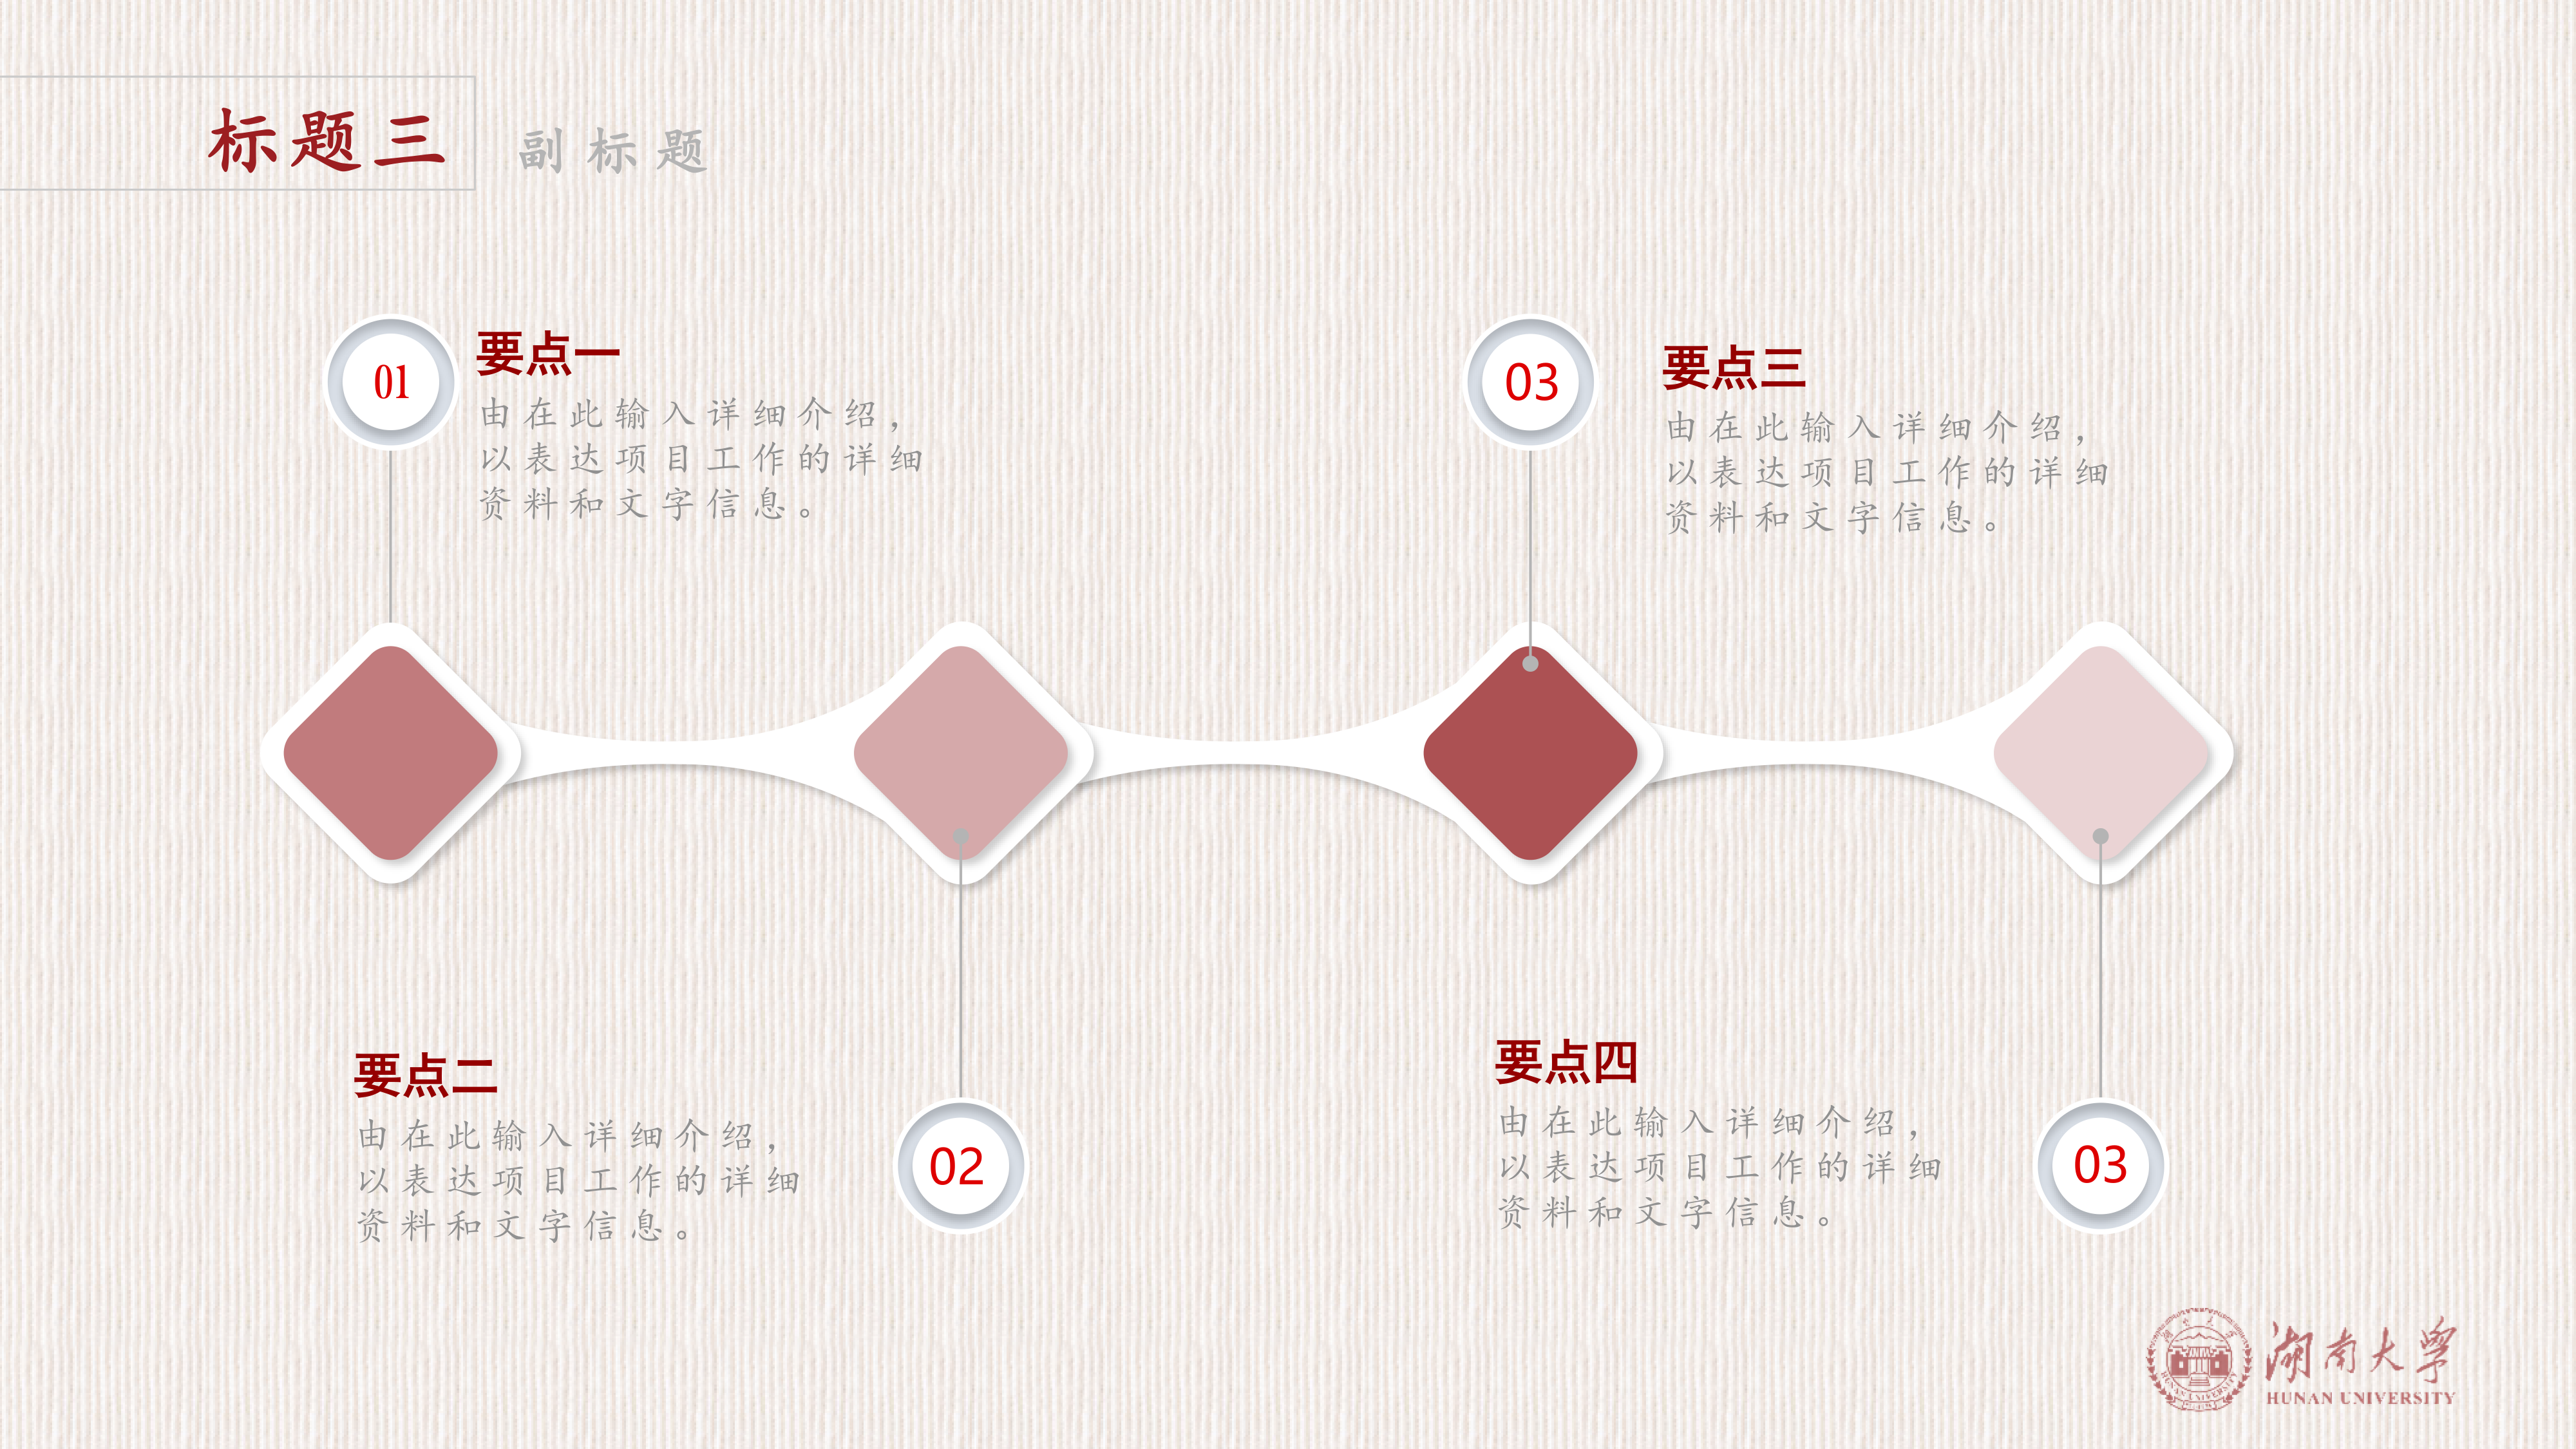 标题三
副标题
01
要点一
由在此输入详细介绍，
以表达项目工作的详细
资料和文字信息。
03
要点三
由在此输入详细介绍，
以表达项目工作的详细
资料和文字信息。
要点二
由在此输入详细介绍，
以表达项目工作的详细
资料和文字信息。
02
要点四
由在此输入详细介绍，
以表达项目工作的详细
资料和文字信息。
03
湖南大学
HUNAN UNIVERSITY
HUNAN UNIVERSITY